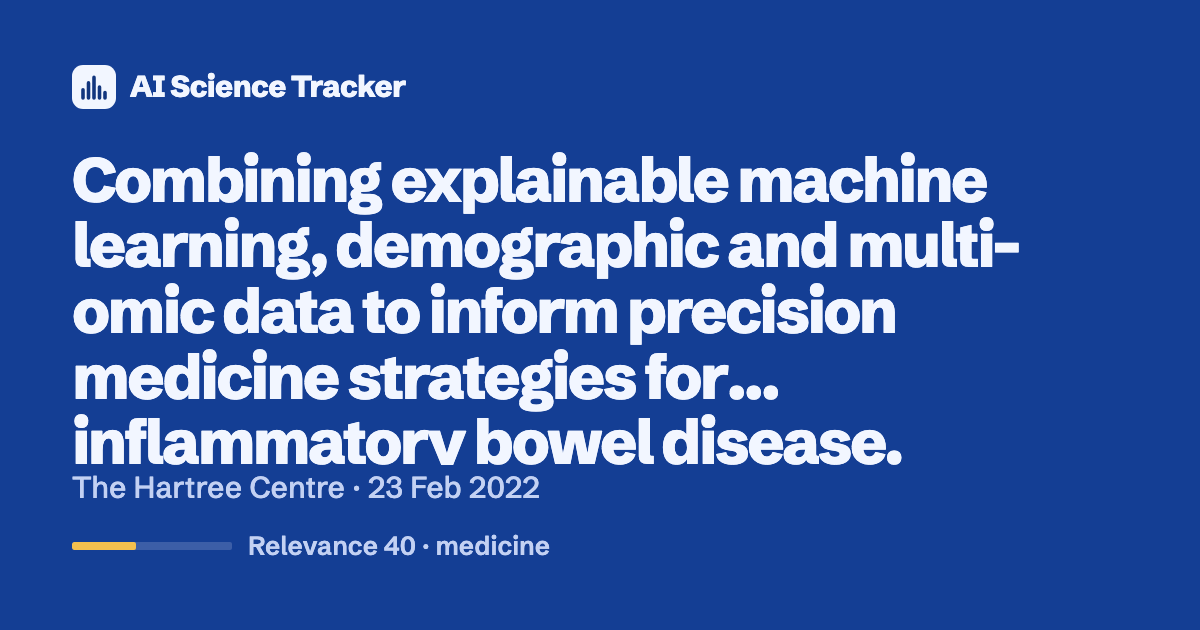 AI Science Tracker
Combining explainable machine
learning, demographic and multi-
omic data to inform precision
medicine strategies for...
inflammatory bowel disease.
The Hartree Centre · 23 Feb 2022
Relevance 40 · medicine